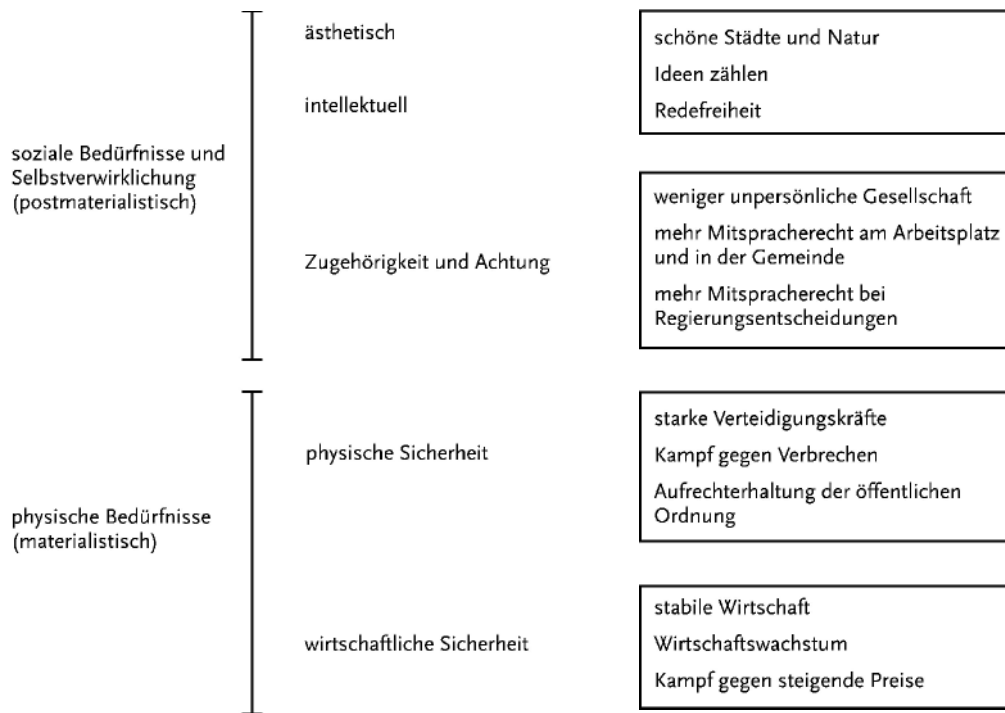 soziale Bedürfnisse und
Selbstverwirklichung
(postmaterialistisch)
ästhetisch
intellektuell
schöne Städte und Natur
Ideen zählen
Redefreiheit
Zugehörigkeit und Achtung
weniger unpersönliche Gesellschaft
mehr Mitspracherecht am Arbeitsplatz
und in der Gemeinde
mehr Mitspracherecht bei
Regierungsentscheidungen
physische Bedürfnisse
(materialistisch)
physische Sicherheit
starke Verteidigungskräfte
Kampf gegen Verbrechen
Aufrechterhaltung der öffentlichen
Ordnung
wirtschaftliche Sicherheit
stabile Wirtschaft
Wirtschaftswachstum
Kampf gegen steigende Preise